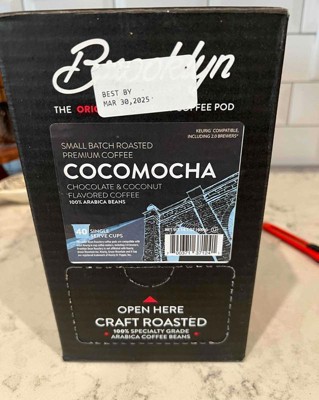 Brooklyn
BEST BY
MAR 30,2025
THE ORIG COFFEE POD
KEURIG COMPATIBLE,
INCLUDING 2.0 BREWERS*
SMALL BATCH ROASTED
PREMIUM COFFEE
COCOMOCHA
CHOCOLATE & COCONUT
FLAVORED COFFEE
100% ARABICA BEANS
40 SINGLE
SERVE CUPS
OPEN HERE
CRAFT ROASTED
100% SPECIALTY GRADE
ARABICA COFFEE BEANS